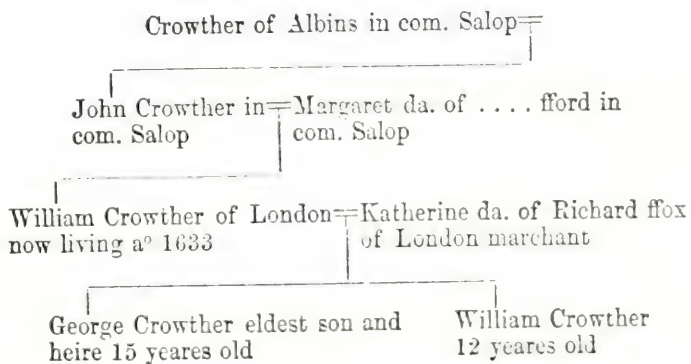 Crowther of Albins in com. Salop
John Crowther in Margaret da. of . . . . fford in
com. Salop com. Salop
William Crowther of London Katherine da. of Richard ffox
now living aº 1633 of London marchant
George Crowther eldest son and William Crowther
heire 15 yeares old 12 yeares old